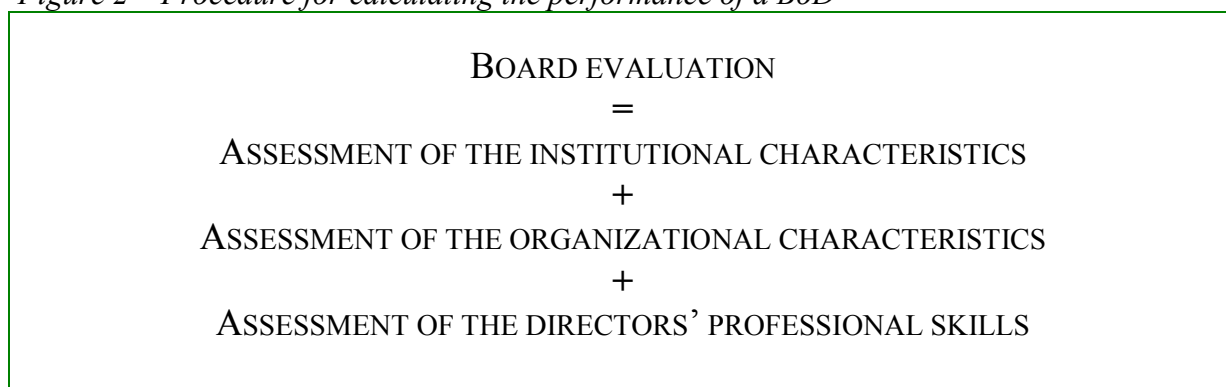 Figure 2 – Procedure for calculating the performance of a BoD
BOARD EVALUATION
=
ASSESSMENT OF THE INSTITUTIONAL CHARACTERISTICS
+
ASSESSMENT OF THE ORGANIZATIONAL CHARACTERISTICS
+
ASSESSMENT OF THE DIRECTORS’ PROFESSIONAL SKILLS